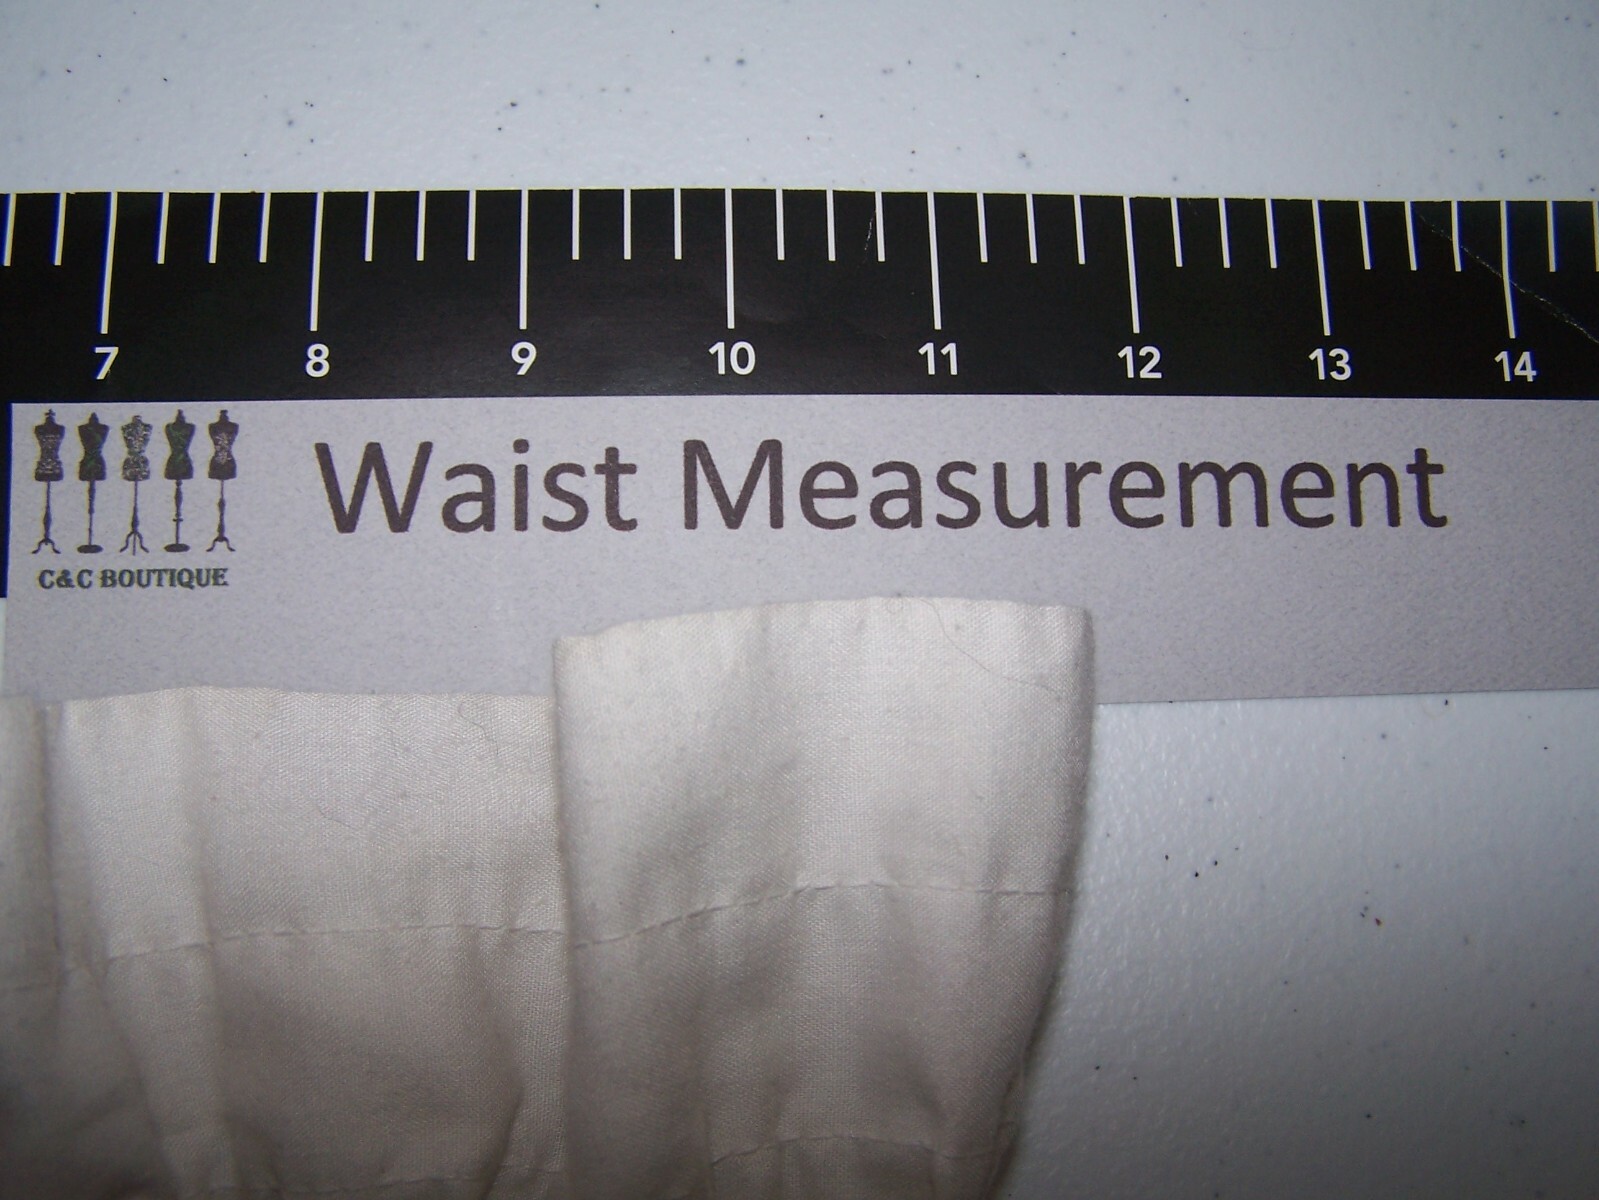 7 8 9 10 11 12 13 14
Waist Measurement
C&C BOUTIQUE